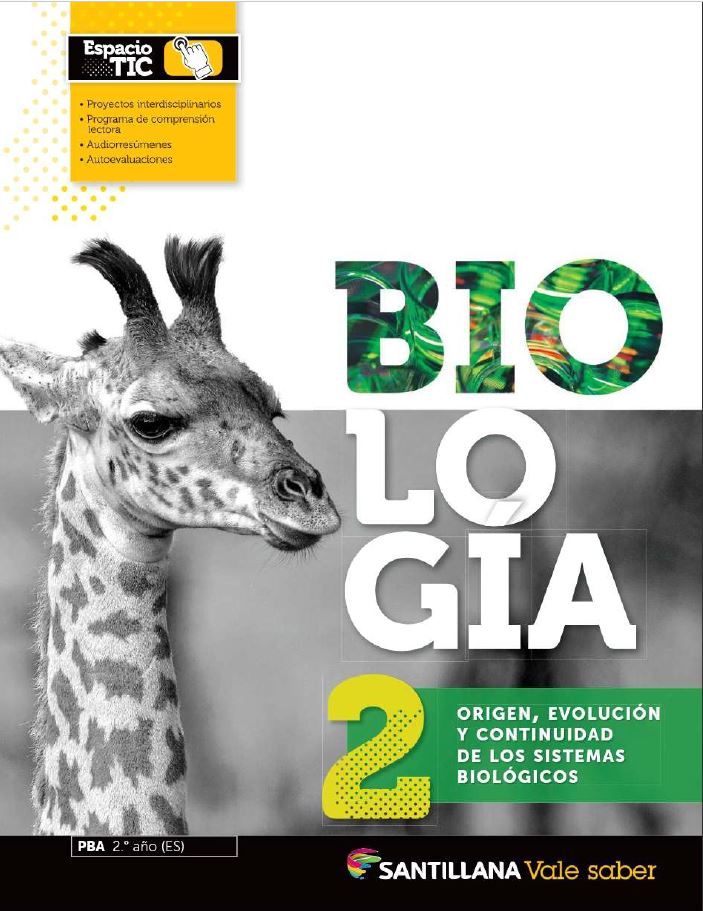 Espacio
TIC
• Proyectos interdisciplinarios
• Programa de comprensión
lectora
• Audiorresúmenes
• Autoevaluaciones
BIO
LO
GÍA
2
ORIGEN, EVOLUCIÓN
Y CONTINUIDAD
DE LOS SISTEMAS
BIOLÓGICOS
PBA 2.º año (ES)
SANTILLANA Vale saber